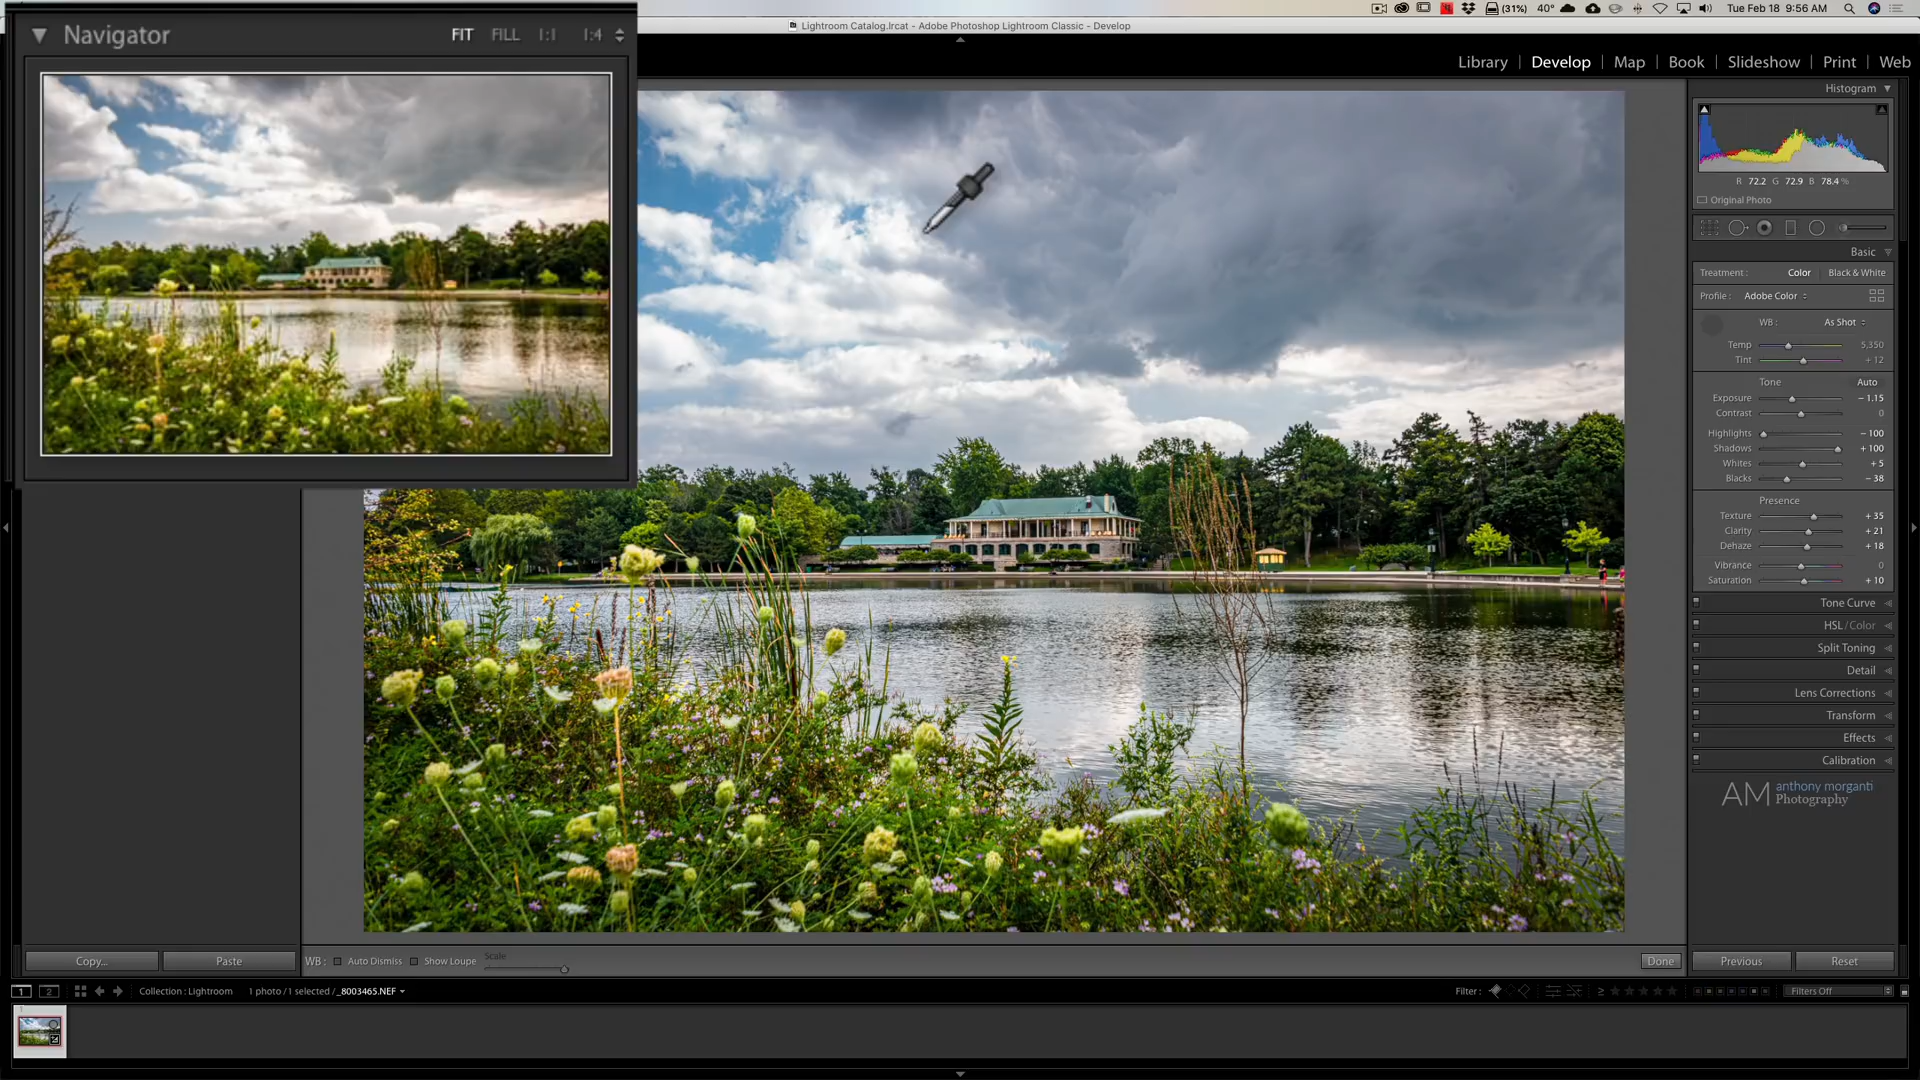 (31%) 40° Tue Feb 18 9:56 AM
Lightroom Catalog.lrcat - Adobe Photoshop Lightroom Classic - Develop
Navigator FIT FILL 1:1 1:4
Library | Develop | Map | Book | Slideshow | Print | Web
Histogram
R 72.2 G 72.9 B 78.4 %
Original Photo
Basic
Treatment : Color Black & White
Profile : Adobe Color
WB : As Shot
Temp 5,350
Tint + 12
Tone Auto
Exposure − 1.15
Contrast 0
Highlights − 100
Shadows + 100
Whites + 5
Blacks − 38
Presence
Texture + 35
Clarity + 21
Dehaze + 18
Vibrance 0
Saturation + 10
Tone Curve
HSL / Color
Split Toning
Detail
Lens Corrections
Transform
Effects
Calibration
AM anthony morganti
Photography
Copy... Paste
WB : Auto Dismiss Show Loupe Scale
Done
Previous Reset
1 2 Collection : Lightroom 1 photo / 1 selected / _8003465.NEF
Filter : ≥ Filters Off
1